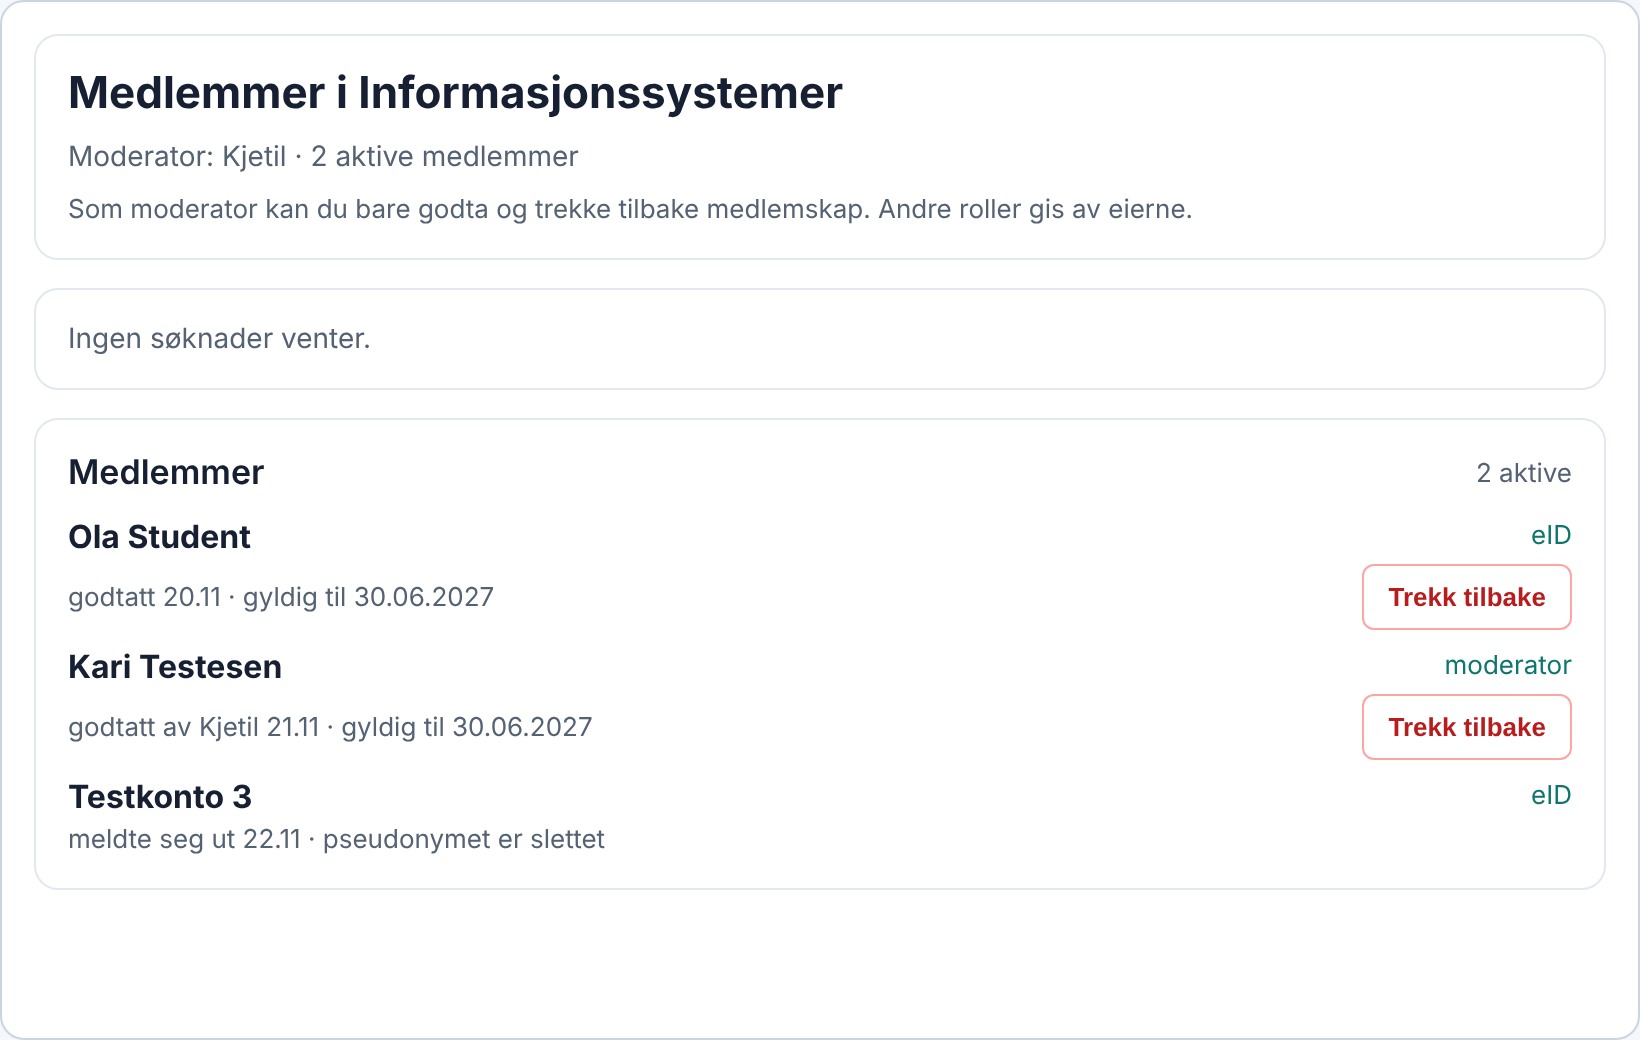 Medlemmer i Informasjonssystemer
Moderator: Kjetil · 2 aktive medlemmer
Som moderator kan du bare godta og trekke tilbake medlemskap. Andre roller gis av eierne.
Ingen søknader venter.
Medlemmer 2 aktive
Ola Student eID
godtatt 20.11 · gyldig til 30.06.2027 Trekk tilbake
Kari Testesen moderator
godtatt av Kjetil 21.11 · gyldig til 30.06.2027 Trekk tilbake
Testkonto 3 eID
meldte seg ut 22.11 · pseudonymet er slettet